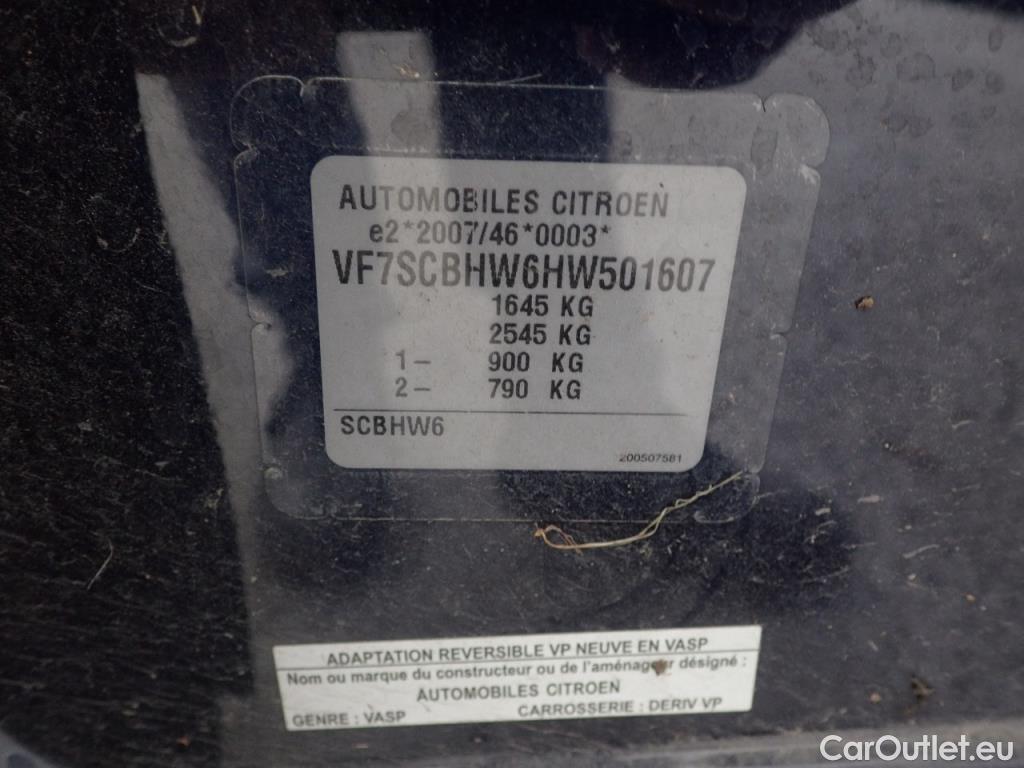 AUTOMOBILES CITROEN
e2*2007/46*0003*
VF7SCBHW6HW501607
1645 KG
2545 KG
1- 900 KG
2- 790 KG
SCBHW6
200507581
ADAPTATION REVERSIBLE VP NEUVE EN VASP
Nom ou marque du constructeur ou de l'aménageur désigné :
AUTOMOBILES CITROEN
GENRE : VASP CARROSSERIE : DERIV VP
CarOutlet.eu